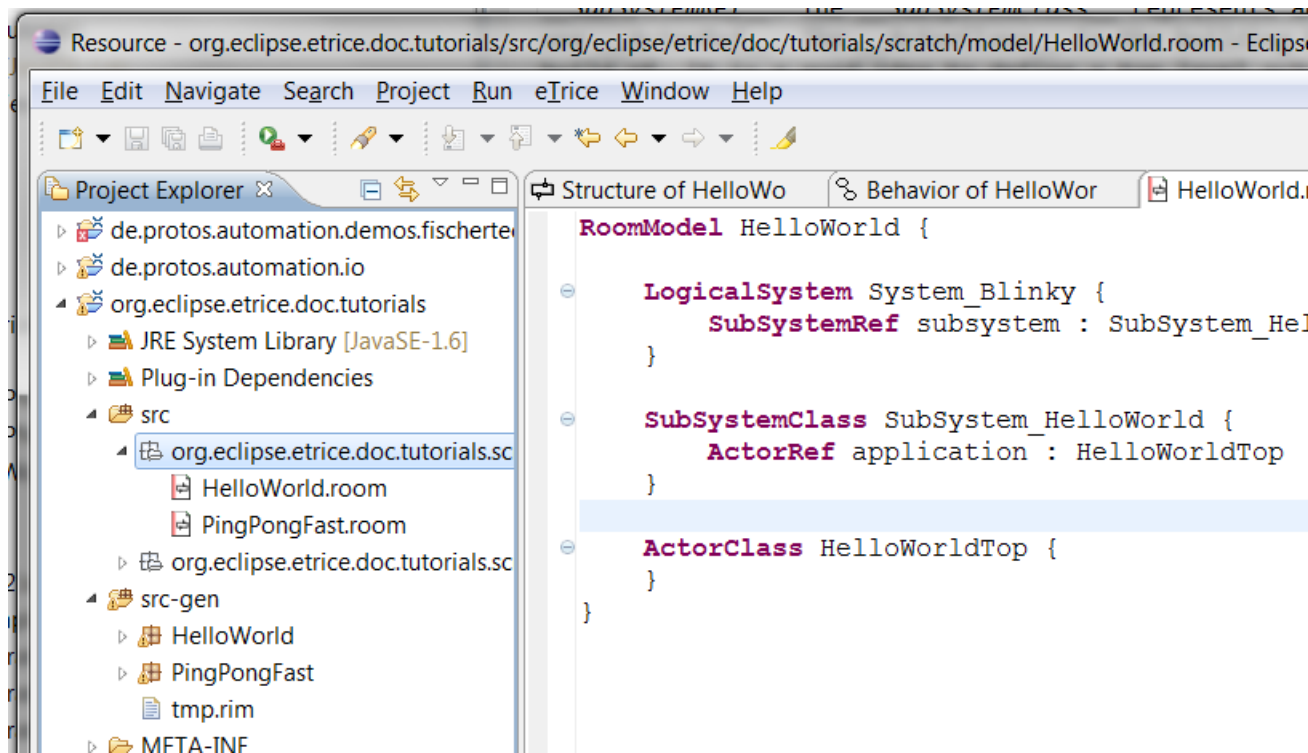 Resource - org.eclipse.etrice.doc.tutorials/src/org/eclipse/etrice/doc/tutorials/scratch/model/HelloWorld.room - Eclipse
File Edit Navigate Search Project Run eTrice Window Help
Project Explorer
de.protos.automation.demos.fischerte
de.protos.automation.io
org.eclipse.etrice.doc.tutorials
JRE System Library [JavaSE-1.6]
Plug-in Dependencies
src
org.eclipse.etrice.doc.tutorials.sc
HelloWorld.room
PingPongFast.room
org.eclipse.etrice.doc.tutorials.sc
src-gen
HelloWorld
PingPongFast
tmp.rim
META-INF
Structure of HelloWo
Behavior of HelloWor
HelloWorld.r
RoomModel HelloWorld {
LogicalSystem System_Blinky {
SubSystemRef subsystem : SubSystem_Hel
}
SubSystemClass SubSystem_HelloWorld {
ActorRef application : HelloWorldTop
}
ActorClass HelloWorldTop {
}
}